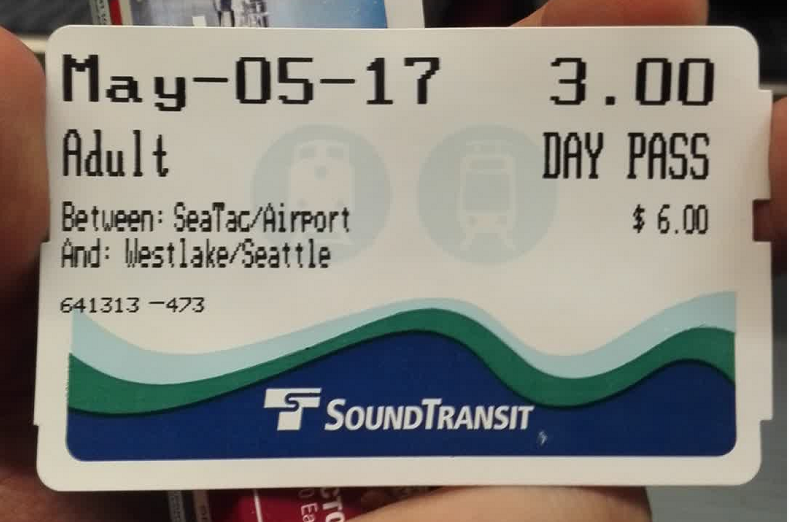 May-05-17 3.00
Adult DAY PASS
Between: SeaTac/Airport $ 6.00
And: Westlake/Seattle
641313 -473
SOUNDTRANSIT